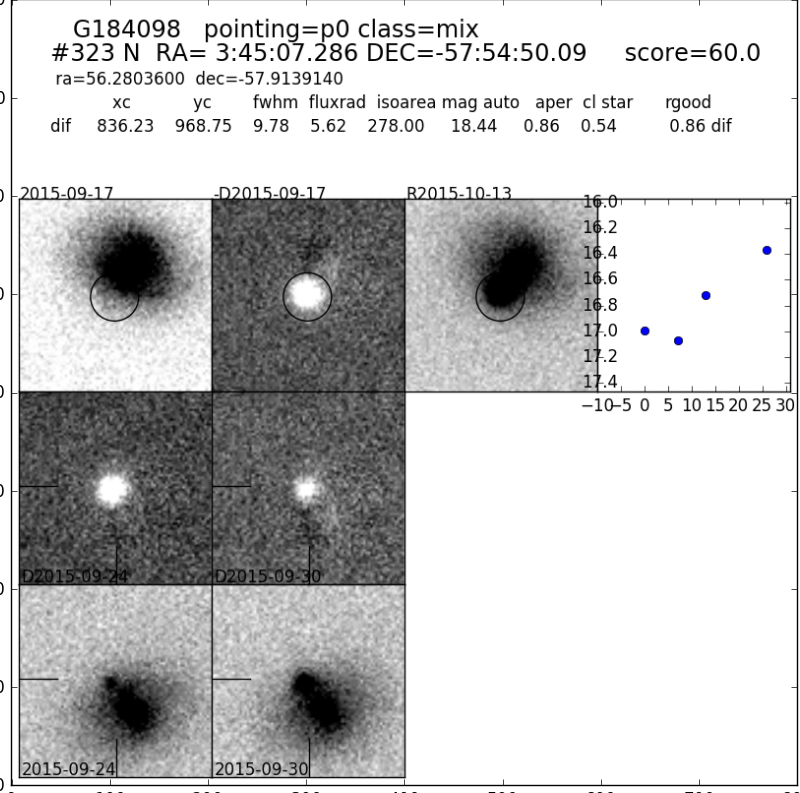 G184098 pointing=p0 class=mix
#323 N RA= 3:45:07.286 DEC=-57:54:50.09 score=60.0
ra=56.2803600 dec=-57.9139140
xc yc fwhm fluxrad isoarea mag auto aper cl star rgood
dif 836.23 968.75 9.78 5.62 278.00 18.44 0.86 0.54 0.86 dif
2015-09-17 -D2015-09-17 R2015-10-13
16.0
16.2
16.4
16.6
16.8
17.0
17.2
17.4
−10 −5 0 5 10 15 20 25 30
D2015-09-24 D2015-09-30
2015-09-24 2015-09-30